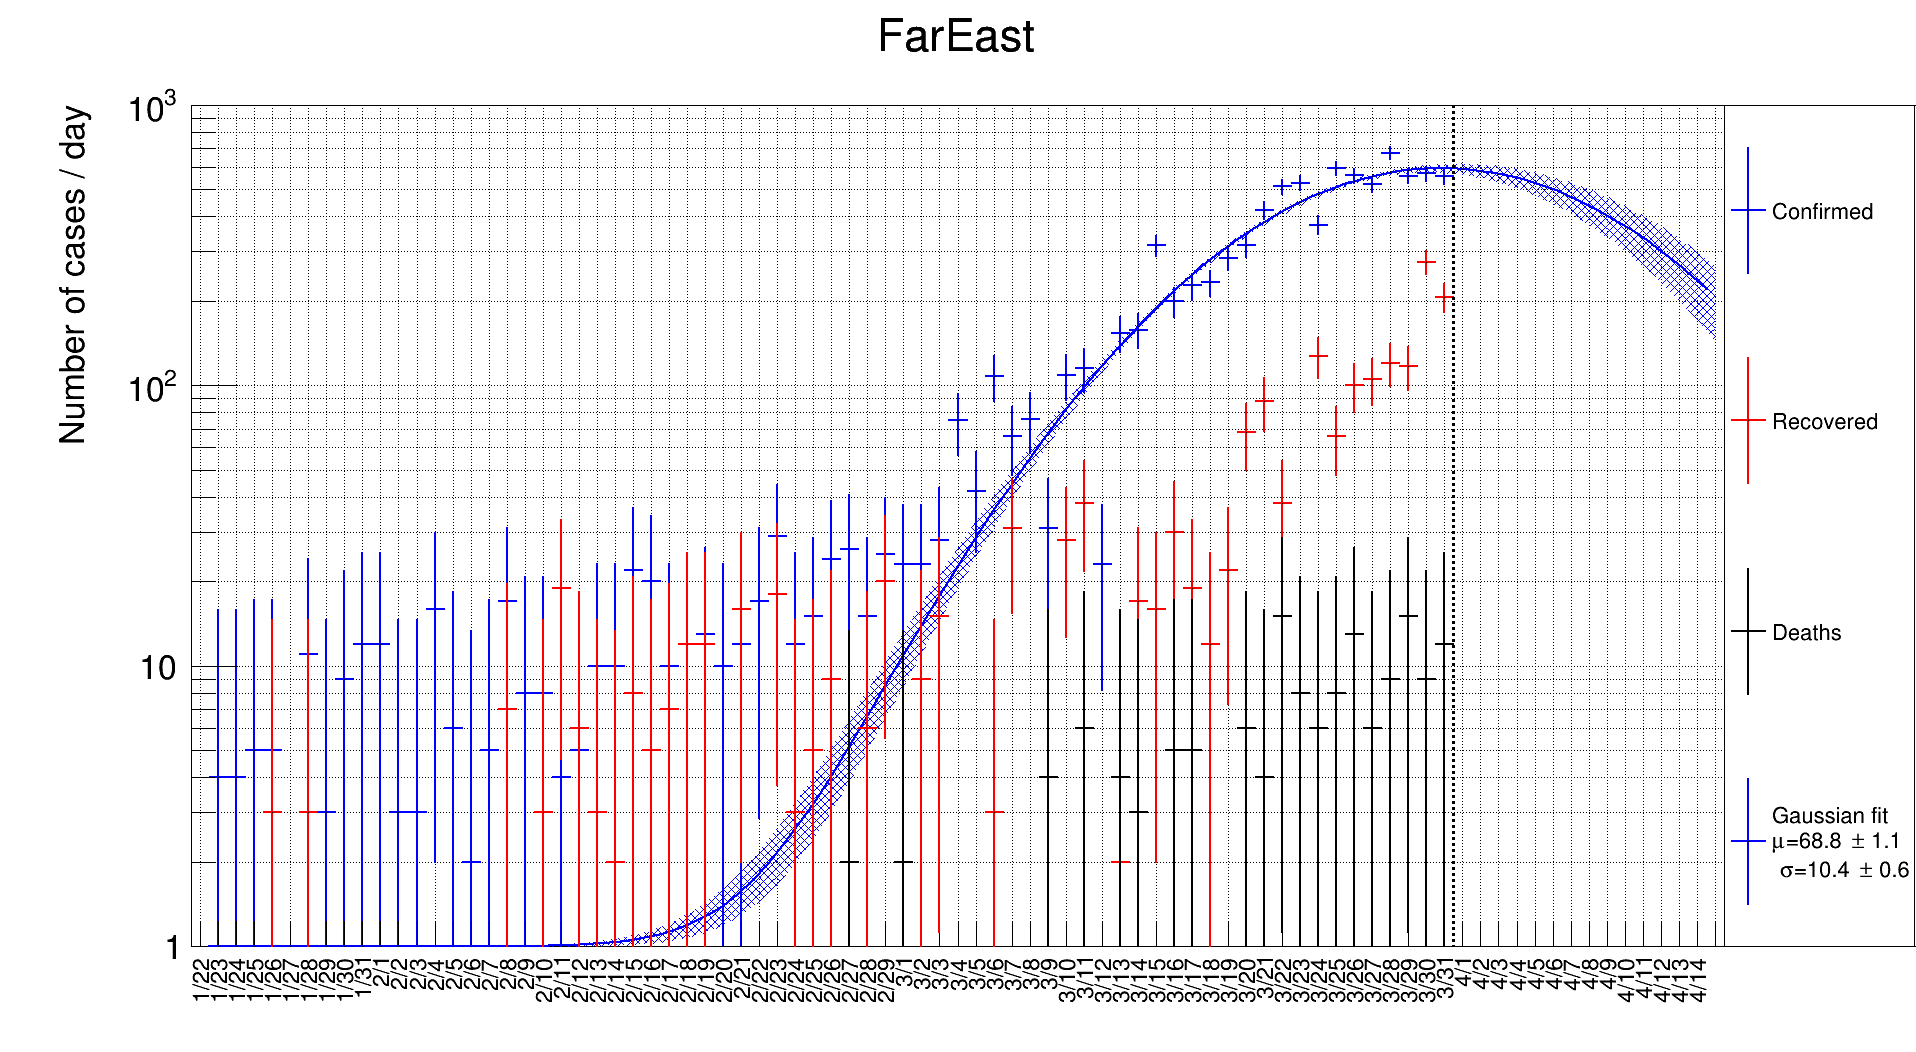 FarEast
Number of cases / day
10³
10²
10
1
1/22 1/23 1/24 1/25 1/26 1/27 1/28 1/29 1/30 1/31 2/1 2/2 2/3 2/4 2/5 2/6 2/7 2/8 2/9 2/10 2/11 2/12 2/13 2/14 2/15 2/16 2/17 2/18 2/19 2/20 2/21 2/22 2/23 2/24 2/25 2/26 2/27 2/28 2/29 3/1 3/2 3/3 3/4 3/5 3/6 3/7 3/8 3/9 3/10 3/11 3/12 3/13 3/14 3/15 3/16 3/17 3/18 3/19 3/20 3/21 3/22 3/23 3/24 3/25 3/26 3/27 3/28 3/29 3/30 3/31 4/1 4/2 4/3 4/4 4/5 4/6 4/7 4/8 4/9 4/10 4/11 4/12 4/13 4/14
Confirmed
Recovered
Deaths
Gaussian fit
μ=68.8 ± 1.1
σ=10.4 ± 0.6